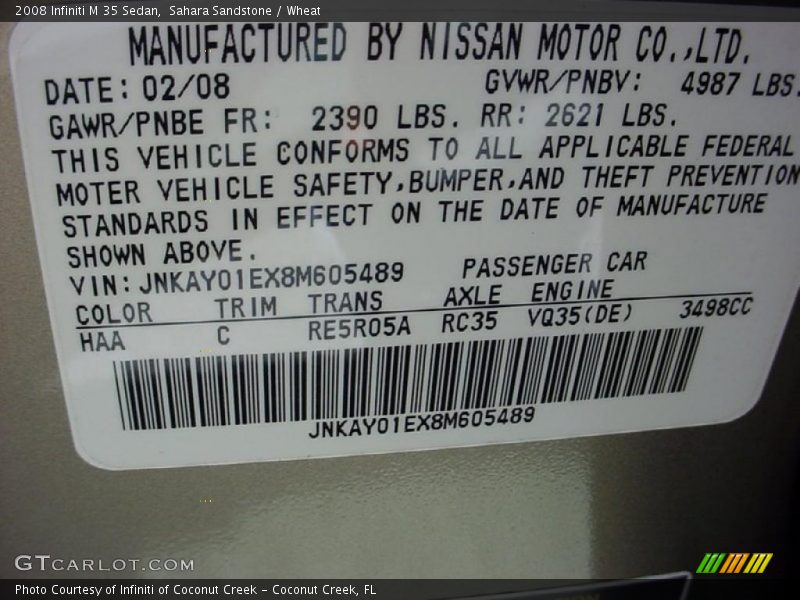 2008 Infiniti M 35 Sedan,  Sahara Sandstone / Wheat
MANUFACTURED BY NISSAN MOTOR CO.,LTD.
DATE: 02/08 GVWR/PNBV: 4987 LBS.
GAWR/PNBE FR: 2390 LBS. RR: 2621 LBS.
THIS VEHICLE CONFORMS TO ALL APPLICABLE FEDERAL
MOTER VEHICLE SAFETY,BUMPER,AND THEFT PREVENTION
STANDARDS IN EFFECT ON THE DATE OF MANUFACTURE
SHOWN ABOVE.
VIN: JNKAY01EX8M605489 PASSENGER CAR
COLOR TRIM TRANS AXLE ENGINE
HAA C RE5R05A RC35 VQ35(DE) 3498CC
JNKAY01EX8M605489
GTCARLOT.COM
Photo Courtesy of Infiniti of Coconut Creek – Coconut Creek, FL